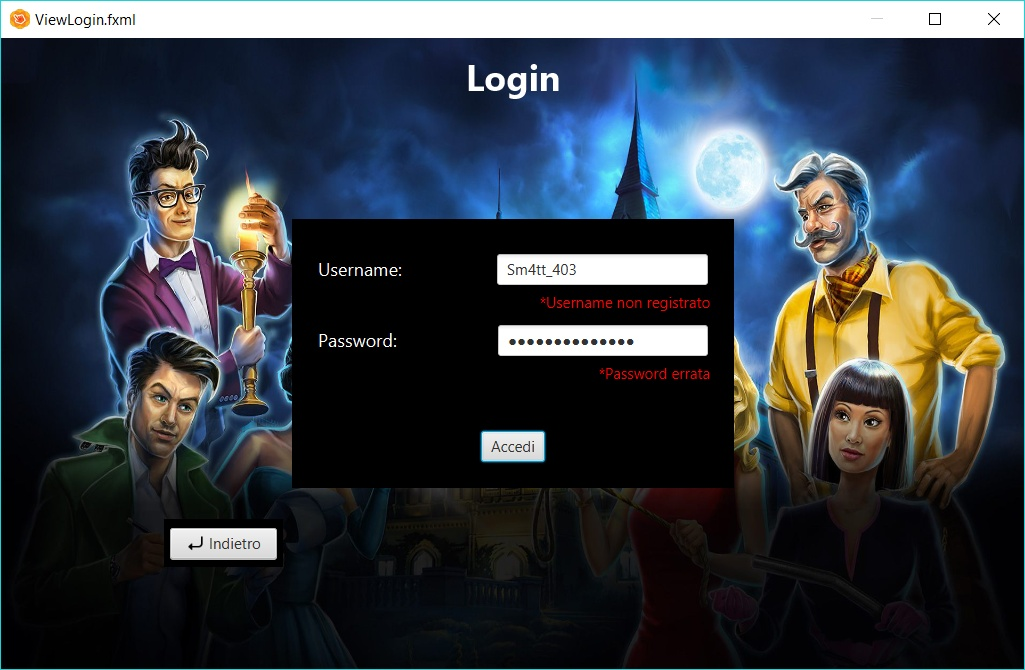 ViewLogin.fxml
Login
Username:
Sm4tt_403
*Username non registrato
Password:
••••••••••••••
*Password errata
Accedi
Indietro